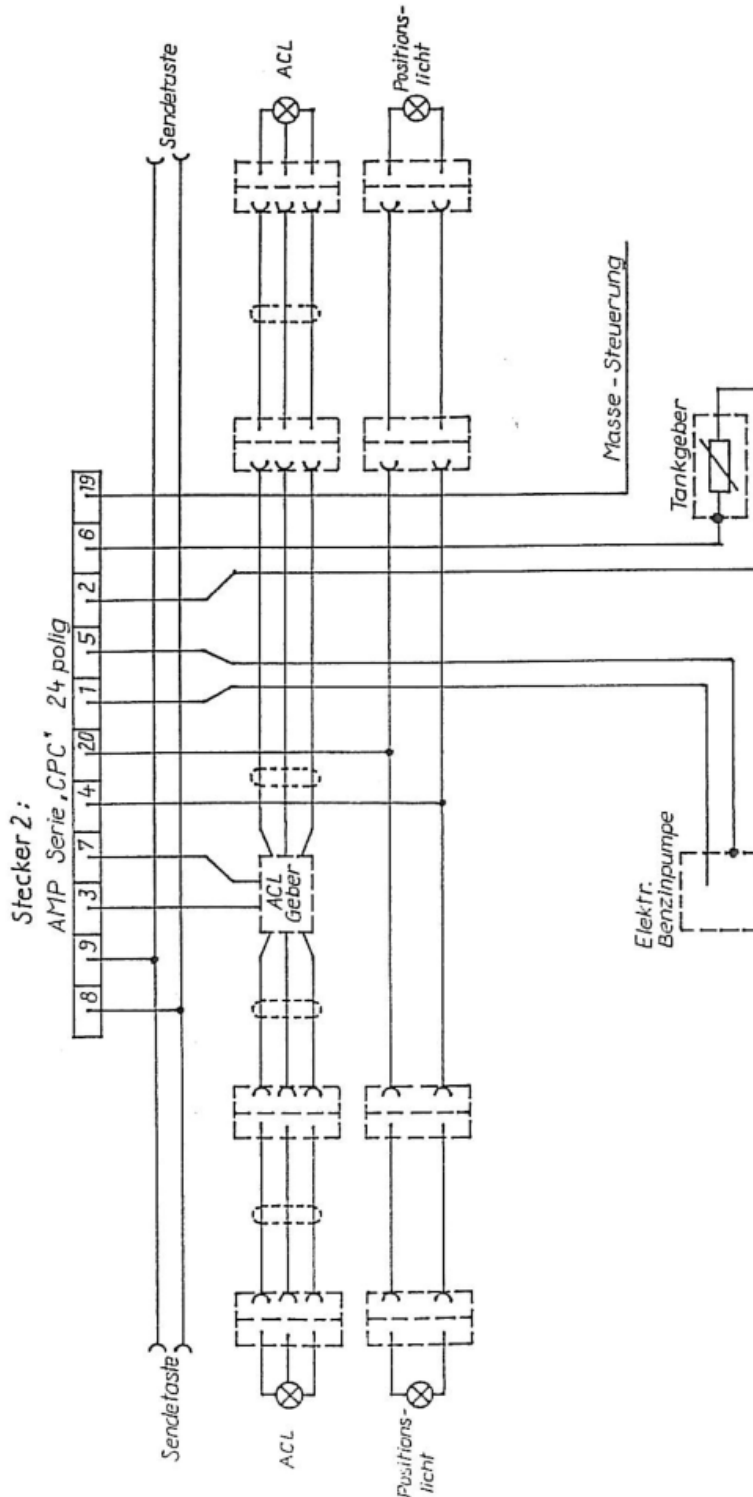 Stecker 2:
AMP Serie „CPC" 24 polig
8 9 3 7 4 20 1 5 2 6 19
Sendetaste
Sendetaste
ACL
ACL
Geber
ACL
Positions-
licht
Positions-
licht
Masse-Steuerung
Tankgeber
Elektr.
Benzinpumpe